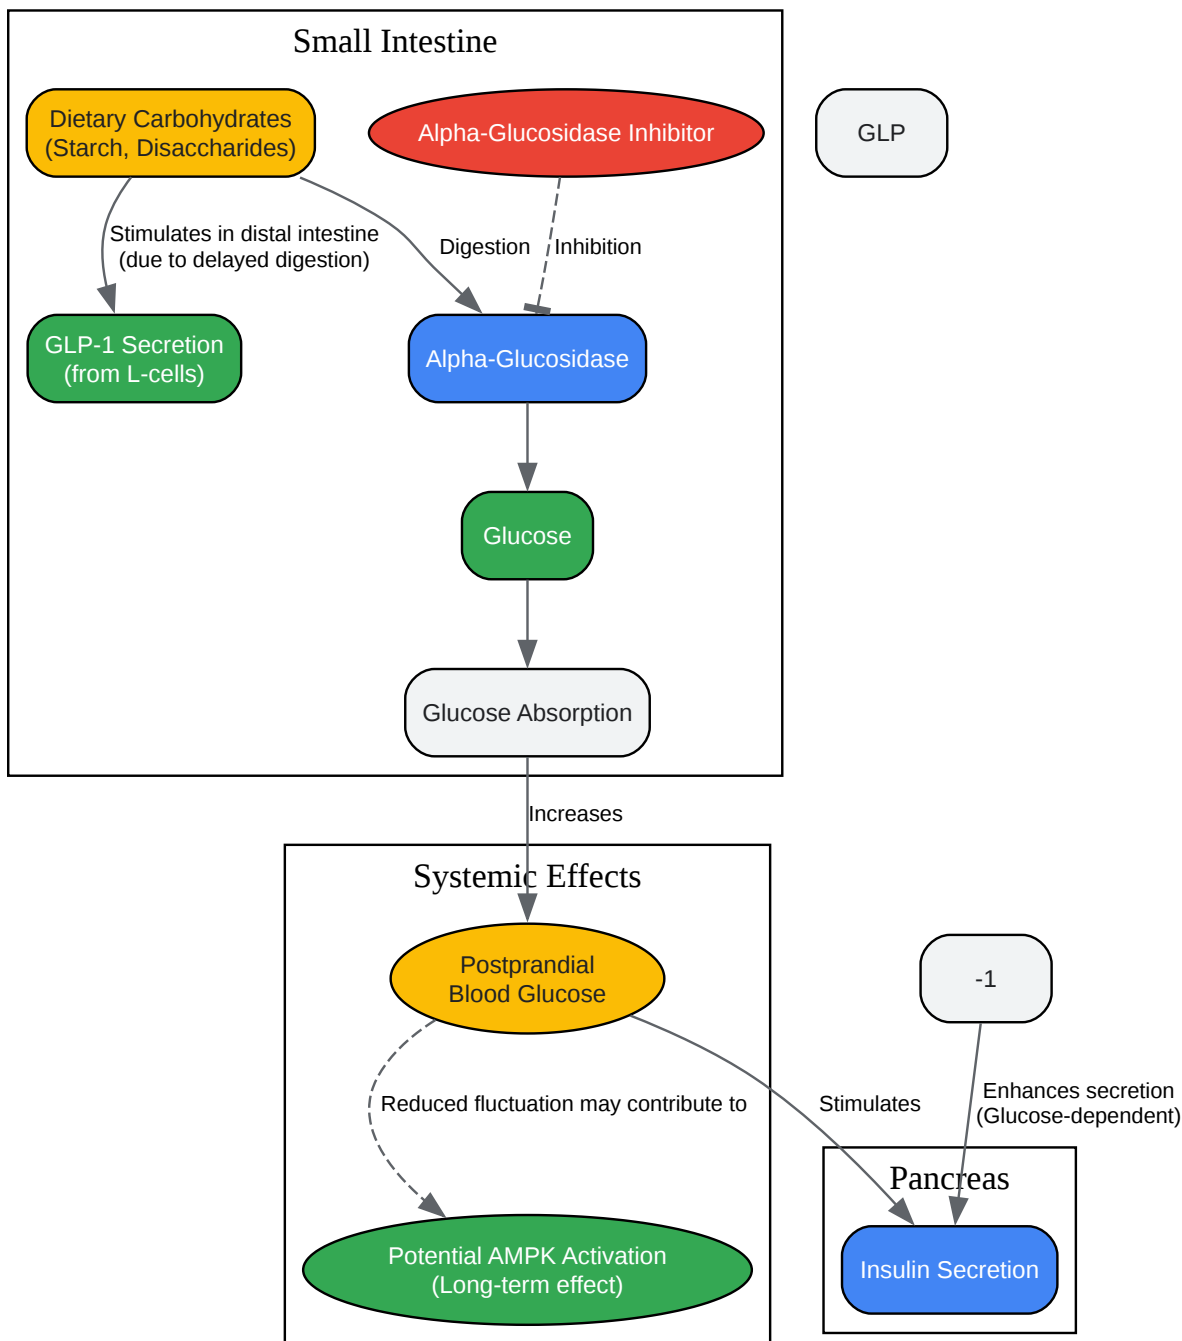 Small Intestine
Dietary Carbohydrates
(Starch, Disaccharides)
Alpha-Glucosidase Inhibitor
GLP
Stimulates in distal intestine
(due to delayed digestion)
Digestion
Inhibition
GLP-1 Secretion
(from L-cells)
Alpha-Glucosidase
Glucose
Glucose Absorption
Increases
Systemic Effects
Postprandial
Blood Glucose
-1
Reduced fluctuation may contribute to
Stimulates
Enhances secretion
(Glucose-dependent)
Pancreas
Potential AMPK Activation
(Long-term effect)
Insulin Secretion